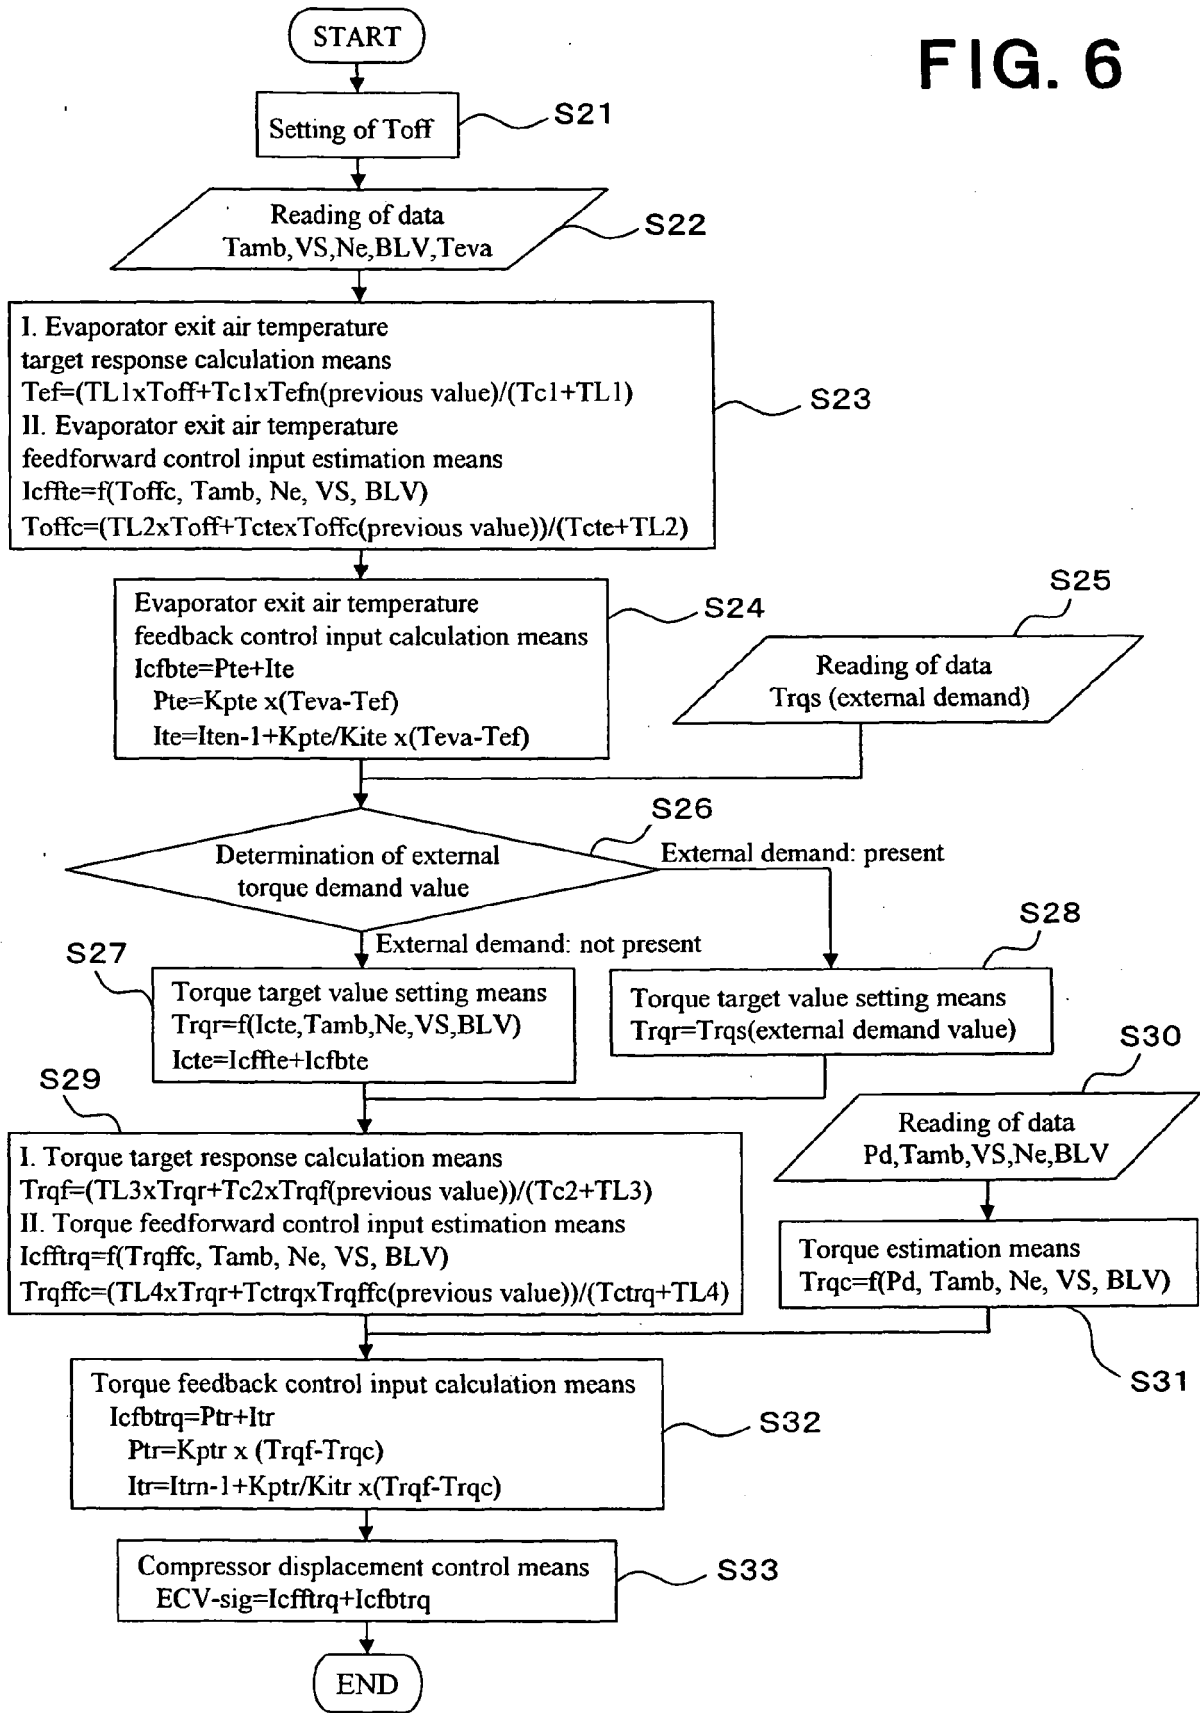 START
FIG. 6
Setting of Toff
S21
Reading of data
Tamb,VS,Ne,BLV,Teva
S22
I. Evaporator exit air temperature
target response calculation means
Tef=(TL1xToff+Tc1xTefn(previous value)/(Tc1+TL1)
II. Evaporator exit air temperature
feedforward control input estimation means
Icffte=f(Toffc, Tamb, Ne, VS, BLV)
Toffc=(TL2xToff+TctexToffc(previous value))/(Tcte+TL2)
S23
Evaporator exit air temperature
feedback control input calculation means
Icfbte=Pte+Ite
Pte=Kpte x(Teva-Tef)
Ite=Iten-1+Kpte/Kite x(Teva-Tef)
S24
S25
Reading of data
Trqs (external demand)
S26
Determination of external
torque demand value
External demand: present
External demand: not present
S27
Torque target value setting means
Trqr=f(Icte,Tamb,Ne,VS,BLV)
Icte=Icffte+Icfbte
S28
Torque target value setting means
Trqr=Trqs(external demand value)
S29
I. Torque target response calculation means
Trqf=(TL3xTrqr+Tc2xTrqf(previous value))/(Tc2+TL3)
II. Torque feedforward control input estimation means
Icfftrq=f(Trqffc, Tamb, Ne, VS, BLV)
Trqffc=(TL4xTrqr+TctrqxTrqffc(previous value))/(Tctrq+TL4)
S30
Reading of data
Pd,Tamb,VS,Ne,BLV
Torque estimation means
Trqc=f(Pd, Tamb, Ne, VS, BLV)
S31
Torque feedback control input calculation means
Icfbtrq=Ptr+Itr
Ptr=Kptr x (Trqf-Trqc)
Itr=Itrn-1+Kptr/Kitr x(Trqf-Trqc)
S32
Compressor displacement control means
ECV-sig=Icfftrq+Icfbtrq
S33
END